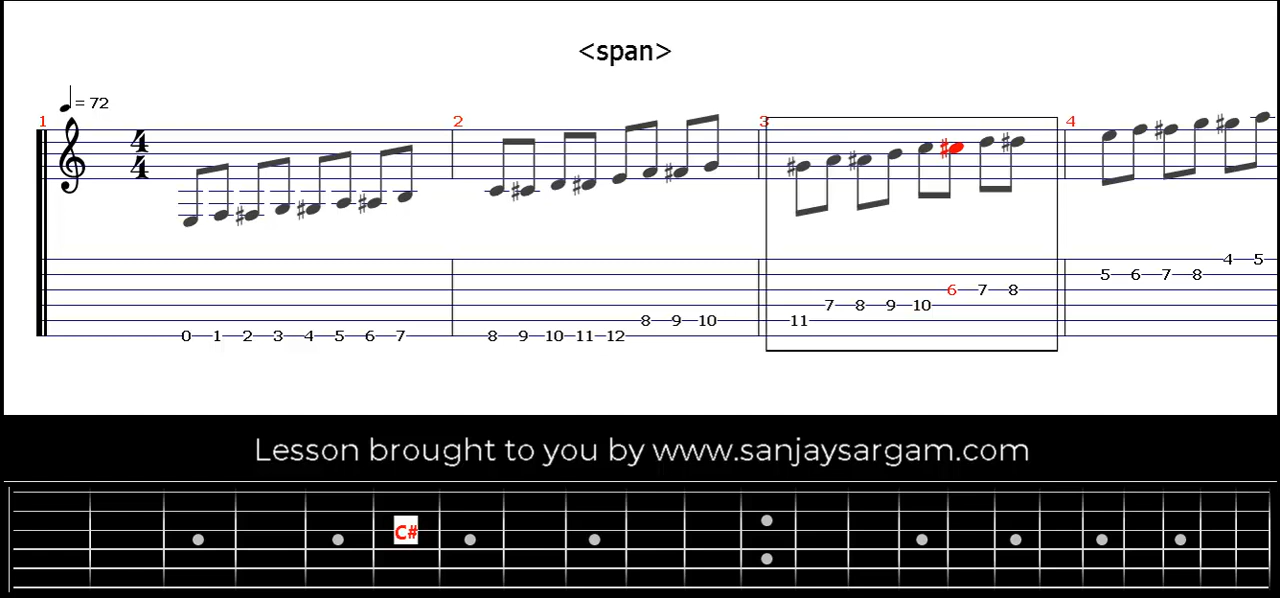 <span>
= 72
1 2 3 4
4
4
4 5
5 6 7 8
6 7 8
7 8 9 10
8 9 10 11
0 1 2 3 4 5 6 7 8 9 10 11 12
Lesson brought to you by www.sanjaysargam.com
C#